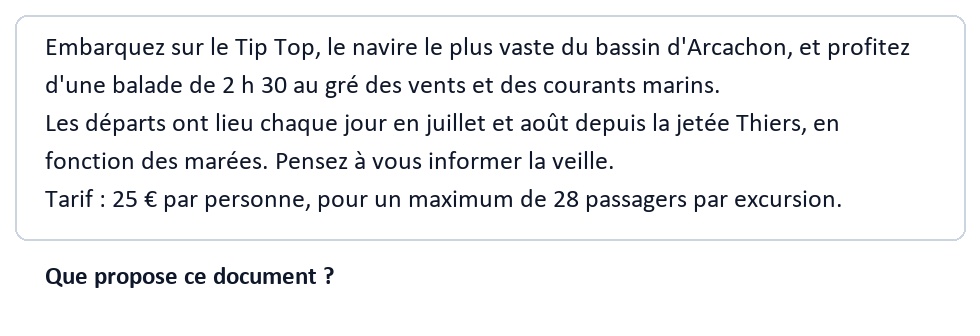 Embarquez sur le Tip Top, le navire le plus vaste du bassin d'Arcachon, et profitez
d'une balade de 2 h 30 au gré des vents et des courants marins.
Les départs ont lieu chaque jour en juillet et août depuis la jetée Thiers, en
fonction des marées. Pensez à vous informer la veille.
Tarif : 25 € par personne, pour un maximum de 28 passagers par excursion.
Que propose ce document ?